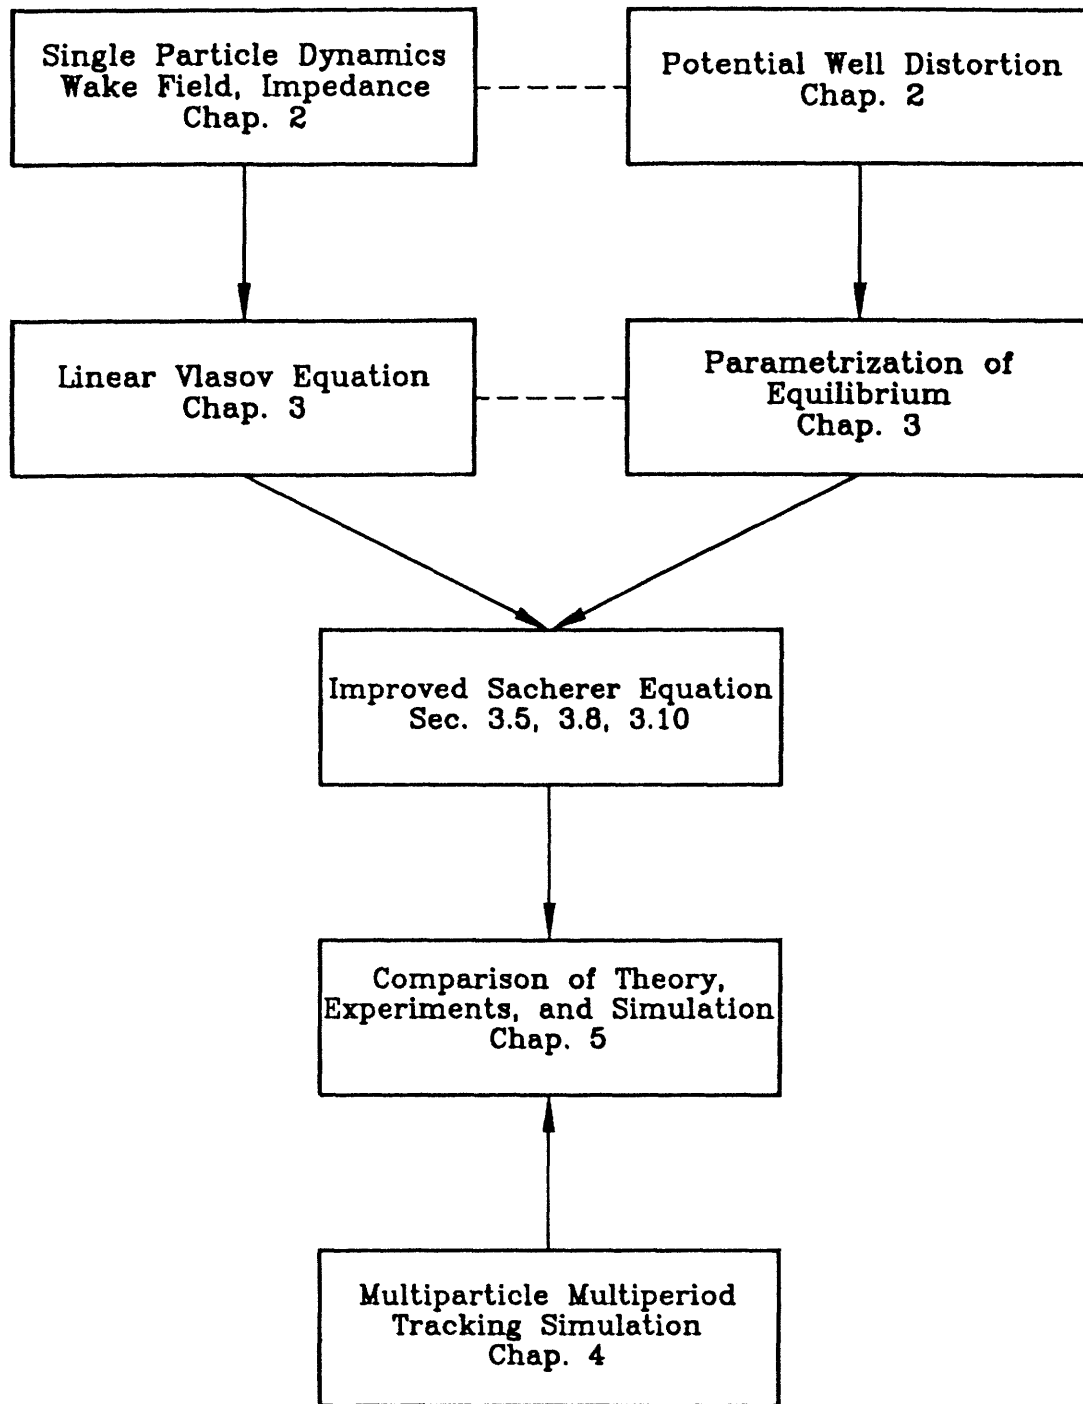 Single Particle Dynamics
Wake Field, Impedance
Chap. 2
Potential Well Distortion
Chap. 2
Linear Vlasov Equation
Chap. 3
Parametrization of
Equilibrium
Chap. 3
Improved Sacherer Equation
Sec. 3.5, 3.8, 3.10
Comparison of Theory,
Experiments, and Simulation
Chap. 5
Multiparticle Multiperiod
Tracking Simulation
Chap. 4